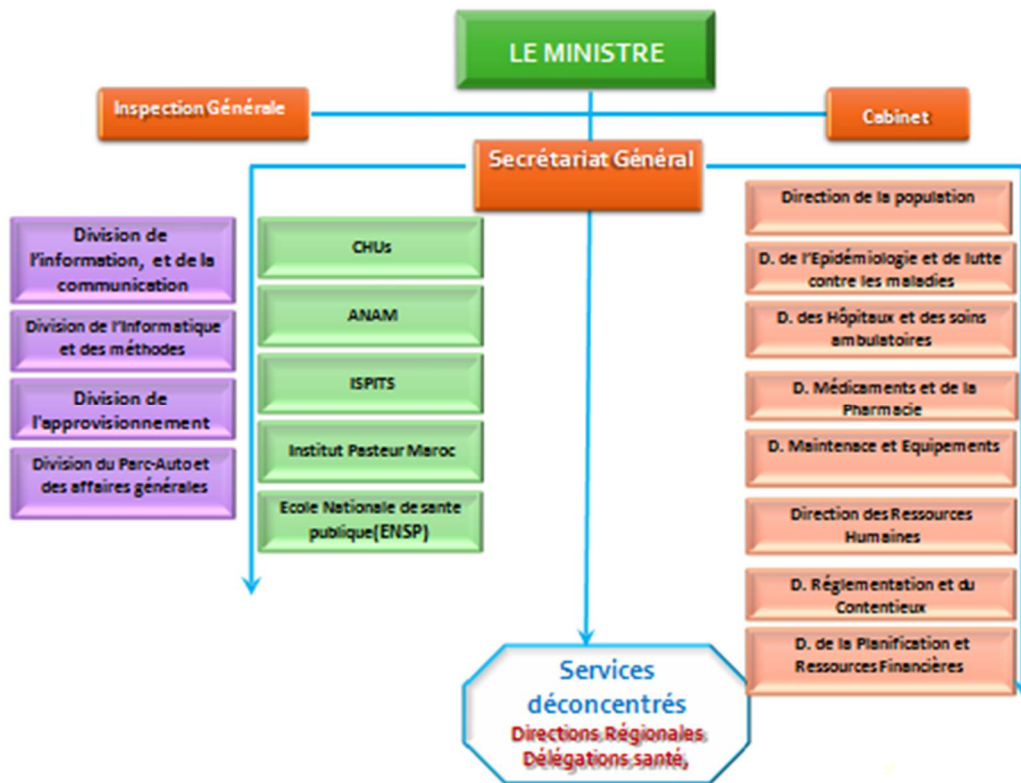 LE MINISTRE
Inspection Générale
Cabinet
Secrétariat Général
Division de
l'information, et de la
communication
Division de l'Informatique
et des méthodes
Division de
l'approvisionnement
Division du Parc-Auto et
des affaires générales
CHUs
ANAM
ISPITS
Institut Pasteur Maroc
Ecole Nationale de sante
publique(ENSP)
Direction de la population
D. de l'Epidémiologie et de lutte
contre les maladies
D. des Hôpitaux et des soins
ambulatoires
D. Médicaments et de la
Pharmacie
D. Maintenace et Equipements
Direction des Ressources
Humaines
D. Réglementation et du
Contentieux
D. de la Planification et
Ressources Financières
Services
déconcentrés
Directions Régionales
Délégations santé,